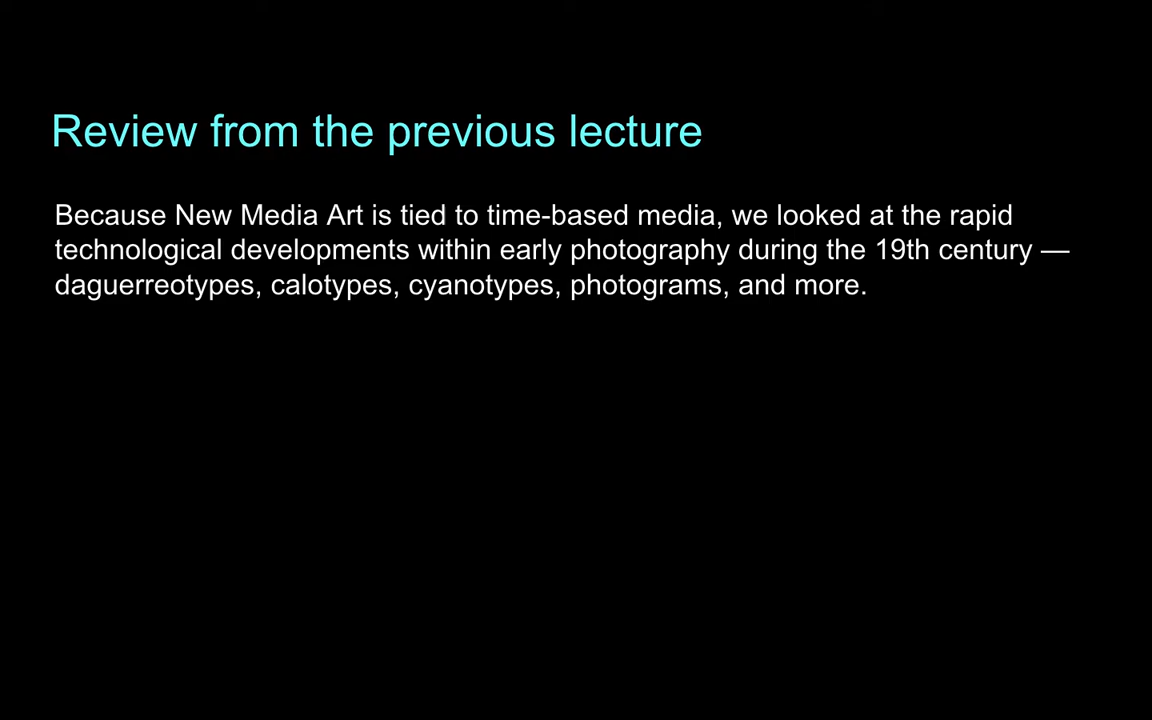 Review from the previous lecture
Because New Media Art is tied to time-based media, we looked at the rapid
technological developments within early photography during the 19th century —
daguerreotypes, calotypes, cyanotypes, photograms, and more.